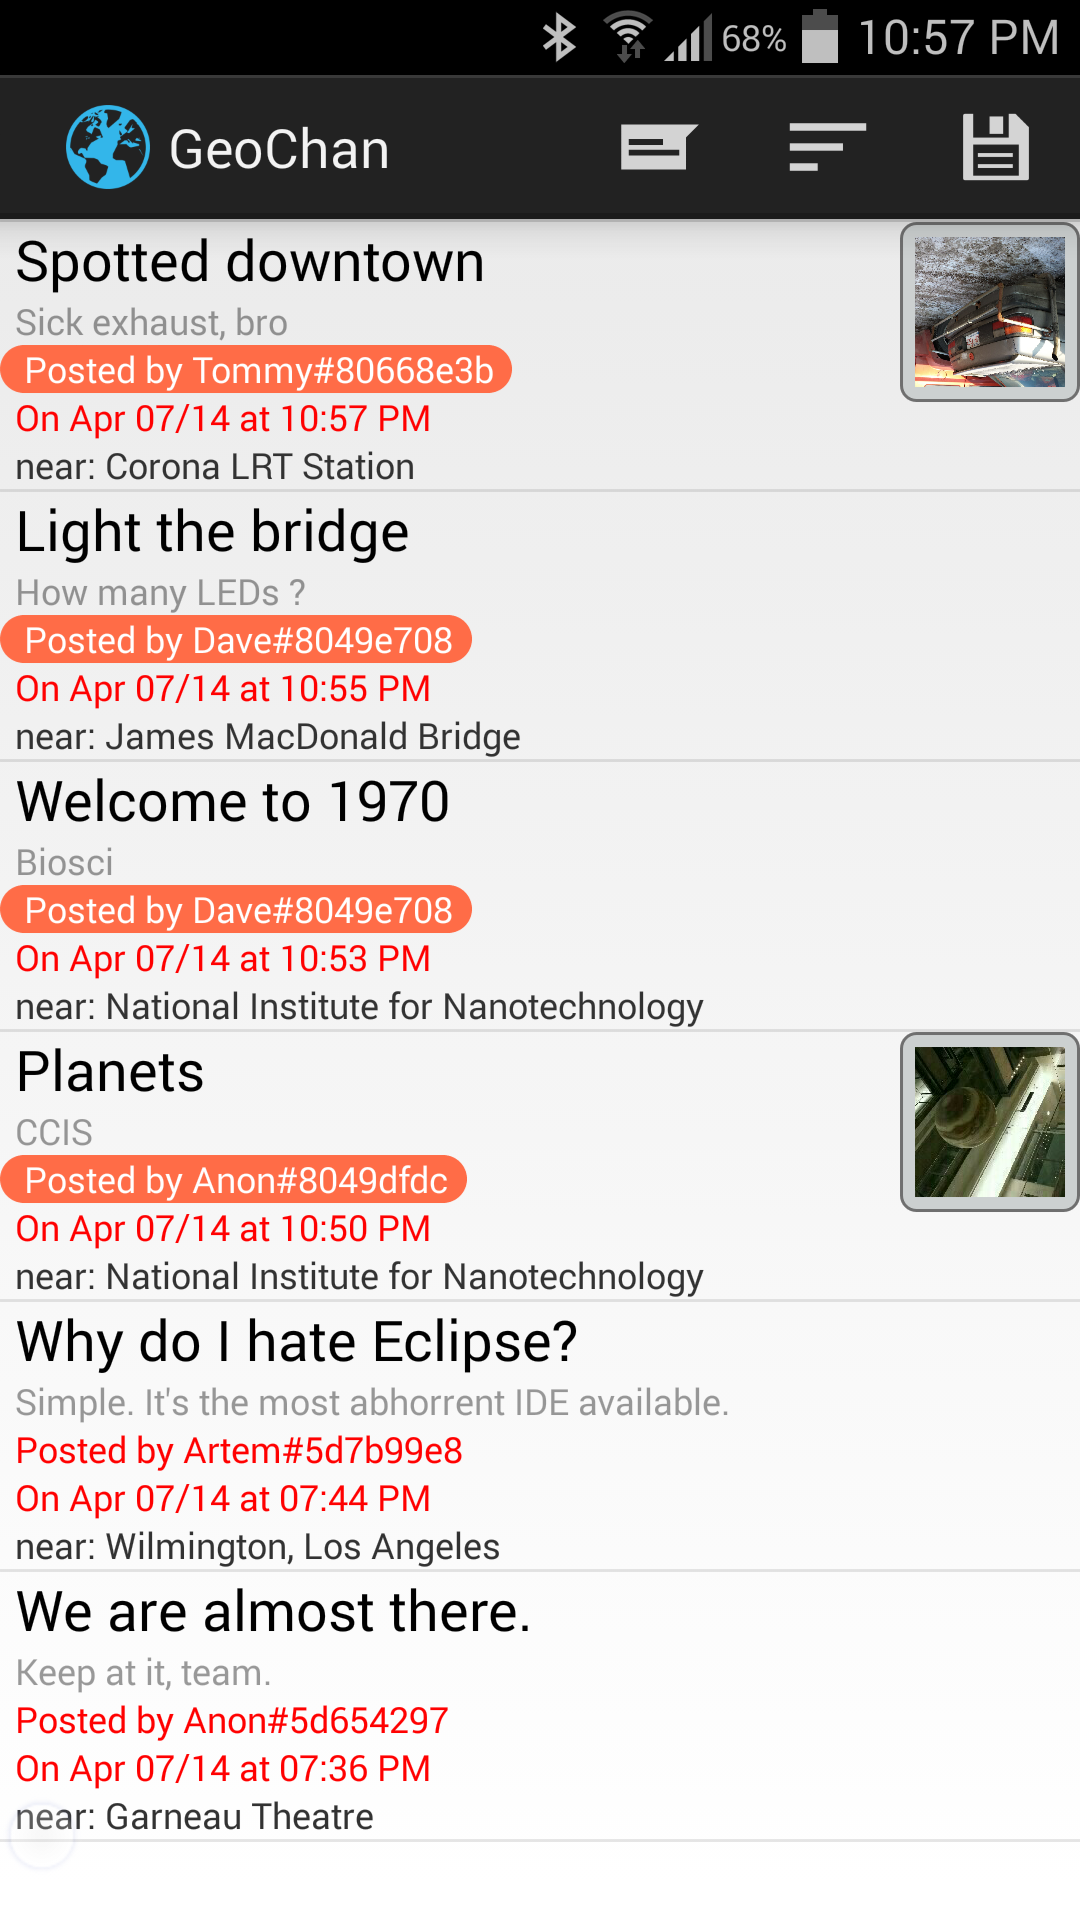 68% 10:57 PM
GeoChan
Spotted downtown
Sick exhaust, bro
Posted by Tommy#80668e3b
On Apr 07/14 at 10:57 PM
near: Corona LRT Station
Light the bridge
How many LEDs ?
Posted by Dave#8049e708
On Apr 07/14 at 10:55 PM
near: James MacDonald Bridge
Welcome to 1970
Biosci
Posted by Dave#8049e708
On Apr 07/14 at 10:53 PM
near: National Institute for Nanotechnology
Planets
CCIS
Posted by Anon#8049dfdc
On Apr 07/14 at 10:50 PM
near: National Institute for Nanotechnology
Why do I hate Eclipse?
Simple. It's the most abhorrent IDE available.
Posted by Artem#5d7b99e8
On Apr 07/14 at 07:44 PM
near: Wilmington, Los Angeles
We are almost there.
Keep at it, team.
Posted by Anon#5d654297
On Apr 07/14 at 07:36 PM
near: Garneau Theatre